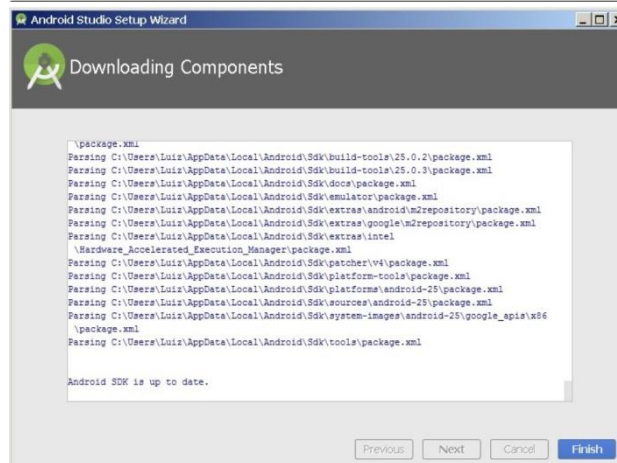 Android Studio Setup Wizard
Downloading Components
\package.xml
Parsing C:\Users\Luiz\AppData\Local\Android\Sdk\build-tools\25.0.2\package.xml
Parsing C:\Users\Luiz\AppData\Local\Android\Sdk\build-tools\25.0.3\package.xml
Parsing C:\Users\Luiz\AppData\Local\Android\Sdk\docs\package.xml
Parsing C:\Users\Luiz\AppData\Local\Android\Sdk\emulator\package.xml
Parsing C:\Users\Luiz\AppData\Local\Android\Sdk\extras\android\m2repository\package.xml
Parsing C:\Users\Luiz\AppData\Local\Android\Sdk\extras\google\m2repository\package.xml
Parsing C:\Users\Luiz\AppData\Local\Android\Sdk\extras\intel
\Hardware_Accelerated_Execution_Manager\package.xml
Parsing C:\Users\Luiz\AppData\Local\Android\Sdk\patcher\v4\package.xml
Parsing C:\Users\Luiz\AppData\Local\Android\Sdk\platform-tools\package.xml
Parsing C:\Users\Luiz\AppData\Local\Android\Sdk\platforms\android-25\package.xml
Parsing C:\Users\Luiz\AppData\Local\Android\Sdk\sources\android-25\package.xml
Parsing C:\Users\Luiz\AppData\Local\Android\Sdk\system-images\android-25\google_apis\x86
\package.xml
Parsing C:\Users\Luiz\AppData\Local\Android\Sdk\tools\package.xml
Android SDK is up to date.
Previous Next Cancel Finish